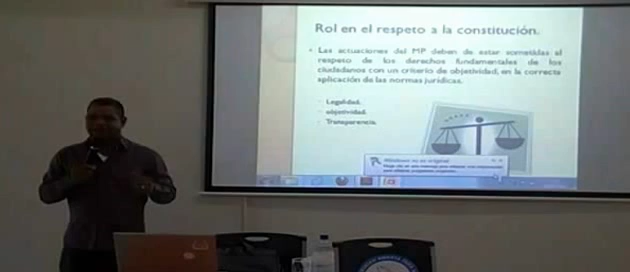 Rol en el respeto a la constitución.
• Las actuaciones del MP deben de estar sometidas al
respeto de los derechos fundamentales de los
ciudadanos con un criterio de objetividad, en la correcta
aplicación de las normas jurídicas.
- Legalidad.
- objetividad.
- Transparencia.
Windows no es original